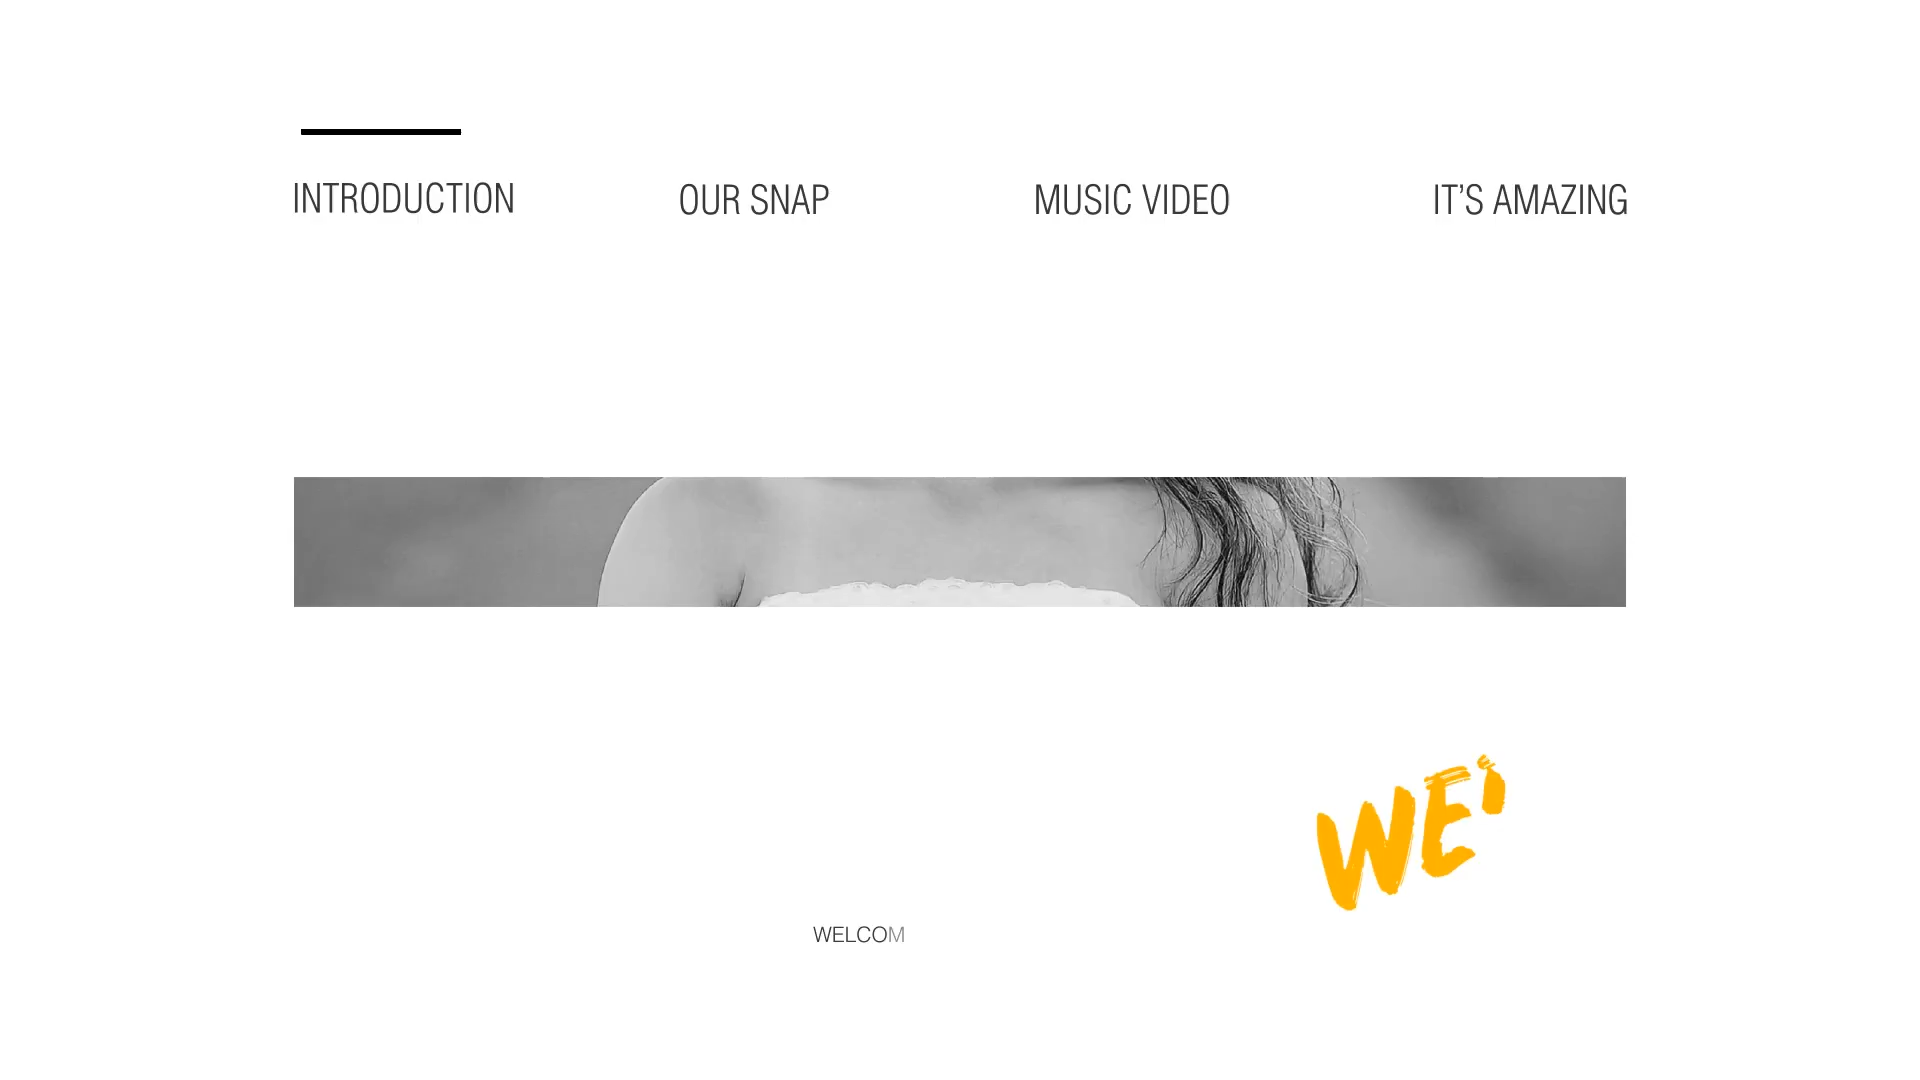 INTRODUCTION
OUR SNAP
MUSIC VIDEO
IT'S AMAZING
WE
WELCOM